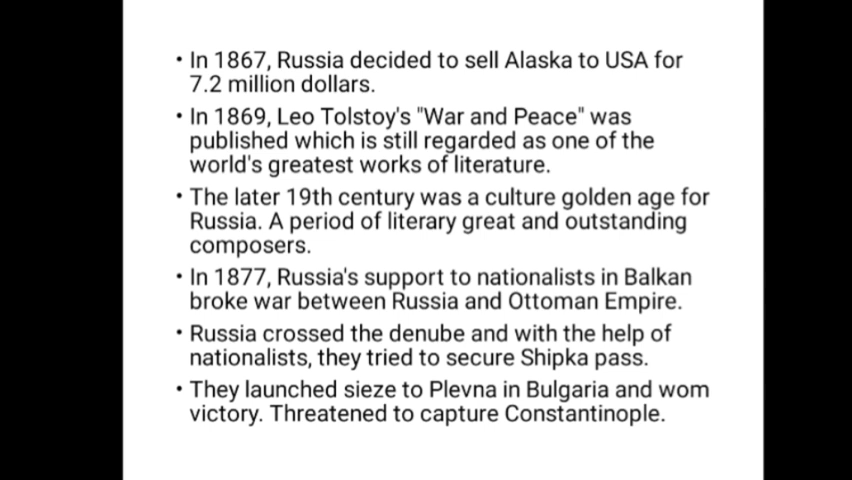 • In 1867, Russia decided to sell Alaska to USA for
7.2 million dollars.
• In 1869, Leo Tolstoy's "War and Peace" was
published which is still regarded as one of the
world's greatest works of literature.
• The later 19th century was a culture golden age for
Russia. A period of literary great and outstanding
composers.
• In 1877, Russia's support to nationalists in Balkan
broke war between Russia and Ottoman Empire.
• Russia crossed the denube and with the help of
nationalists, they tried to secure Shipka pass.
• They launched sieze to Plevna in Bulgaria and wom
victory. Threatened to capture Constantinople.